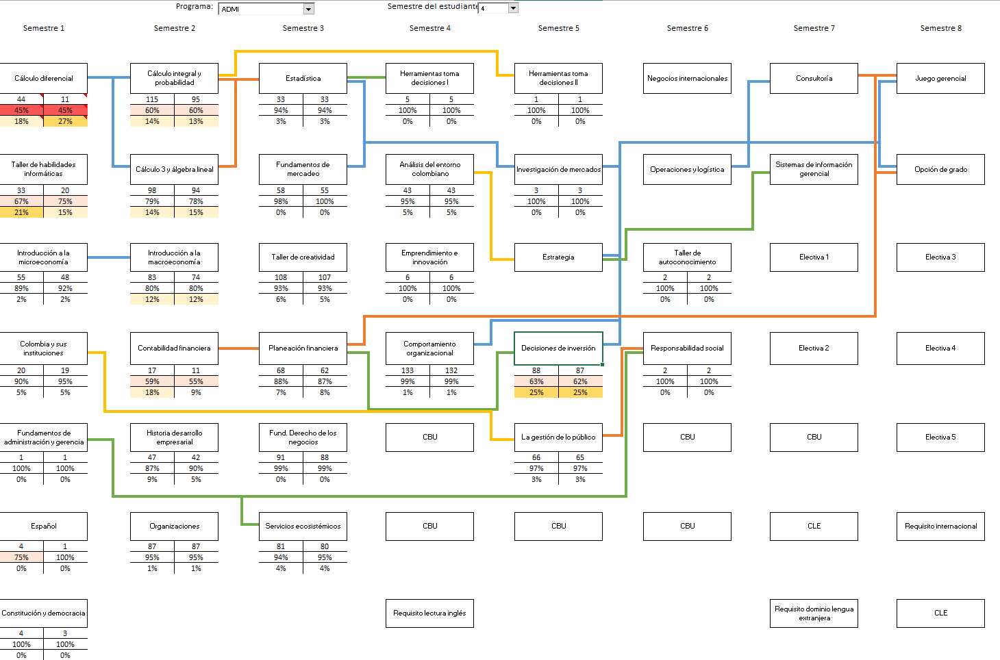 Programa: ADMI Semestre del estudiante 4
Semestre 1 Semestre 2 Semestre 3 Semestre 4 Semestre 5 Semestre 6 Semestre 7 Semestre 8
Cálculo diferencial
Cálculo integral y
probabilidad
Estadística
Herramientas toma
decisiones I
Herramientas toma
decisiones II
Negocios internacionales
Consultoría
Juego gerencial
44 11 115 95 33 33 5 5 1 1
45% 45% 60% 60% 94% 94% 100% 100% 100% 100%
18% 27% 14% 13% 3% 3% 0% 0% 0% 0%
Taller de habilidades
informáticas
Cálculo 3 y álgebra lineal
Fundamentos de
mercadeo
Análisis del entorno
colombiano
Investigación de mercados
Operaciones y logística
Sistemas de información
gerencial
Opción de grado
33 20 98 94 58 55 43 43 3 3
67% 75% 79% 78% 98% 100% 95% 95% 100% 100%
21% 15% 14% 15% 0% 0% 5% 5% 0% 0%
Introducción a la
microeconomía
Introducción a la
macroeconomía
Taller de creatividad
Emprendimiento e
innovación
Estrategia
Taller de
autoconocimiento
Electiva 1
Electiva 3
55 48 83 74 108 107 6 6 2 2
89% 92% 80% 80% 93% 93% 100% 100% 100% 100%
2% 2% 12% 12% 6% 5% 0% 0% 0% 0%
Colombia y sus
instituciones
Contabilidad financiera
Planeación financiera
Comportamiento
organizacional
Decisiones de inversión
Responsabilidad social
Electiva 2
Electiva 4
20 19 17 11 68 62 133 132 88 87 2 2
90% 95% 59% 55% 88% 87% 99% 99% 63% 62% 100% 100%
5% 5% 18% 9% 7% 8% 1% 1% 25% 25% 0% 0%
Fundamentos de
administración y gerencia
Historia desarrollo
empresarial
Fund. Derecho de los
negocios
CBU
La gestión de lo público
CBU
CBU
Electiva 5
1 1 47 42 91 88 66 65
100% 100% 87% 90% 99% 99% 97% 97%
0% 0% 9% 5% 0% 0% 3% 3%
Español
Organizaciones
Servicios ecosistémicos
CBU
CBU
CBU
CLE
Requisito internacional
4 1 87 87 81 80
75% 100% 95% 95% 94% 95%
0% 0% 1% 1% 4% 4%
Constitución y democracia
Requisito lectura inglés
Requisito dominio lengua
extranjera
CLE
4 3
100% 100%
0% 0%